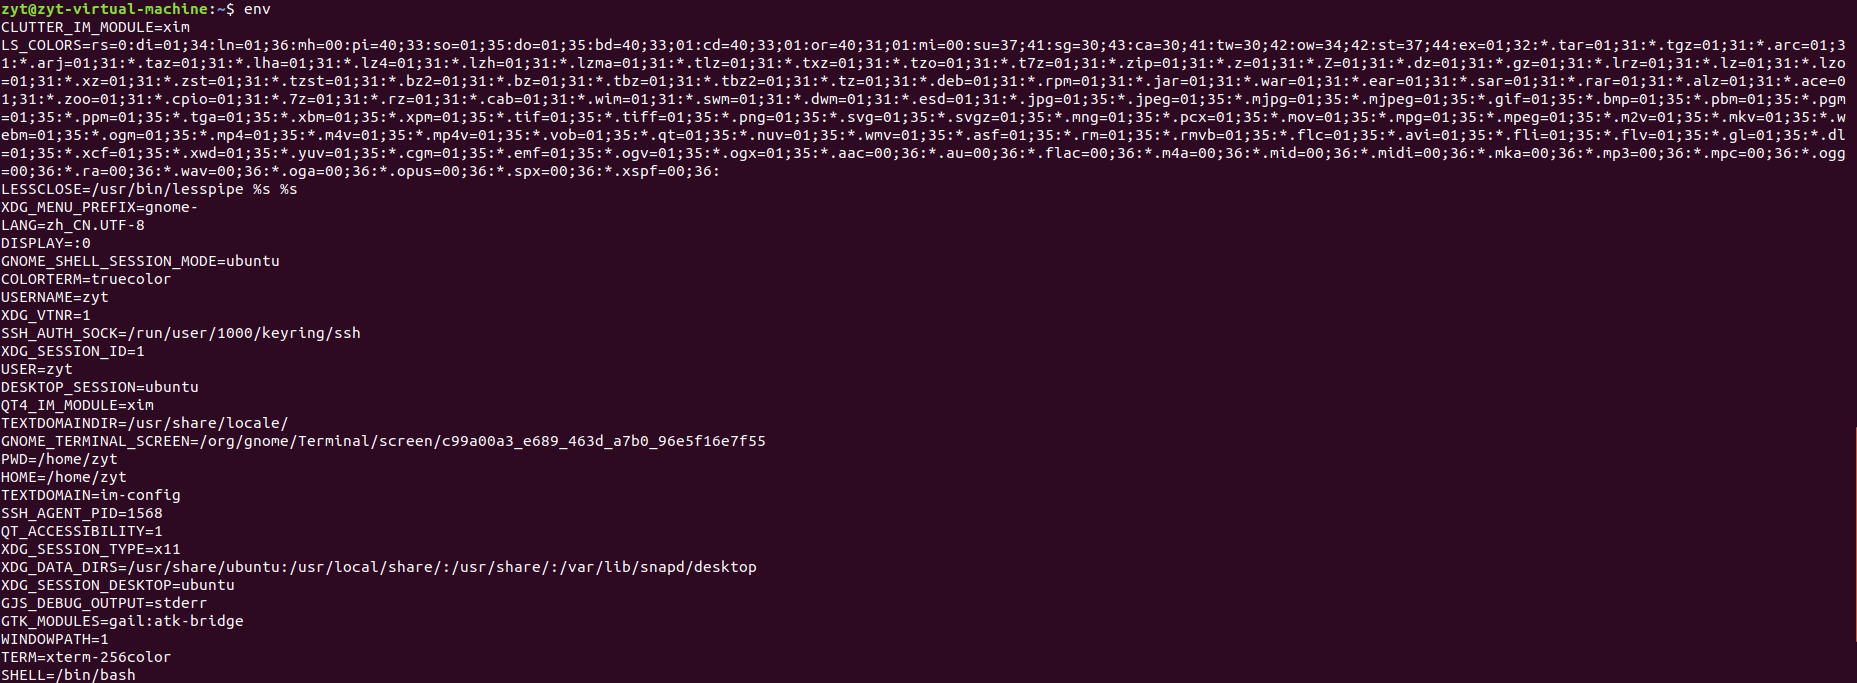 zyt@zyt-virtual-machine:~$ env
CLUTTER_IM_MODULE=xim
LS_COLORS=rs=0:di=01;34:ln=01;36:mh=00:pi=40;33:so=01;35:do=01;35:bd=40;33;01:cd=40;33;01:or=40;31;01:mi=00:su=37;41:sg=30;43:ca=30;41:tw=30;42:ow=34;42:st=37;44:ex=01;32:*.tar=01;31:*.tgz=01;31:*.arc=01;3
1:*.arj=01;31:*.taz=01;31:*.lha=01;31:*.lz4=01;31:*.lzh=01;31:*.lzma=01;31:*.tlz=01;31:*.txz=01;31:*.tzo=01;31:*.t7z=01;31:*.zip=01;31:*.z=01;31:*.Z=01;31:*.dz=01;31:*.gz=01;31:*.lrz=01;31:*.lz=01;31:*.lzo
=01;31:*.xz=01;31:*.zst=01;31:*.tzst=01;31:*.bz2=01;31:*.bz=01;31:*.tbz=01;31:*.tbz2=01;31:*.tz=01;31:*.deb=01;31:*.rpm=01;31:*.jar=01;31:*.war=01;31:*.ear=01;31:*.sar=01;31:*.rar=01;31:*.alz=01;31:*.ace=0
1;31:*.zoo=01;31:*.cpio=01;31:*.7z=01;31:*.rz=01;31:*.cab=01;31:*.wim=01;31:*.swm=01;31:*.dwm=01;31:*.esd=01;31:*.jpg=01;35:*.jpeg=01;35:*.mjpg=01;35:*.mjpeg=01;35:*.gif=01;35:*.bmp=01;35:*.pbm=01;35:*.pgm
=01;35:*.ppm=01;35:*.tga=01;35:*.xbm=01;35:*.xpm=01;35:*.tif=01;35:*.tiff=01;35:*.png=01;35:*.svg=01;35:*.svgz=01;35:*.mng=01;35:*.pcx=01;35:*.mov=01;35:*.mpg=01;35:*.mpeg=01;35:*.m2v=01;35:*.mkv=01;35:*.w
ebm=01;35:*.ogm=01;35:*.mp4=01;35:*.m4v=01;35:*.mp4v=01;35:*.vob=01;35:*.qt=01;35:*.nuv=01;35:*.wmv=01;35:*.asf=01;35:*.rm=01;35:*.rmvb=01;35:*.flc=01;35:*.avi=01;35:*.fli=01;35:*.flv=01;35:*.gl=01;35:*.dl
=01;35:*.xcf=01;35:*.xwd=01;35:*.yuv=01;35:*.cgm=01;35:*.emf=01;35:*.ogv=01;35:*.ogx=01;35:*.aac=00;36:*.au=00;36:*.flac=00;36:*.m4a=00;36:*.mid=00;36:*.midi=00;36:*.mka=00;36:*.mp3=00;36:*.mpc=00;36:*.ogg
=00;36:*.ra=00;36:*.wav=00;36:*.oga=00;36:*.opus=00;36:*.spx=00;36:*.xspf=00;36:
LESSCLOSE=/usr/bin/lesspipe %s %s
XDG_MENU_PREFIX=gnome-
LANG=zh_CN.UTF-8
DISPLAY=:0
GNOME_SHELL_SESSION_MODE=ubuntu
COLORTERM=truecolor
USERNAME=zyt
XDG_VTNR=1
SSH_AUTH_SOCK=/run/user/1000/keyring/ssh
XDG_SESSION_ID=1
USER=zyt
DESKTOP_SESSION=ubuntu
QT4_IM_MODULE=xim
TEXTDOMAINDIR=/usr/share/locale/
GNOME_TERMINAL_SCREEN=/org/gnome/Terminal/screen/c99a00a3_e689_463d_a7b0_96e5f16e7f55
PWD=/home/zyt
HOME=/home/zyt
TEXTDOMAIN=im-config
SSH_AGENT_PID=1568
QT_ACCESSIBILITY=1
XDG_SESSION_TYPE=x11
XDG_DATA_DIRS=/usr/share/ubuntu:/usr/local/share/:/usr/share/:/var/lib/snapd/desktop
XDG_SESSION_DESKTOP=ubuntu
GJS_DEBUG_OUTPUT=stderr
GTK_MODULES=gail:atk-bridge
WINDOWPATH=1
TERM=xterm-256color
SHELL=/bin/bash